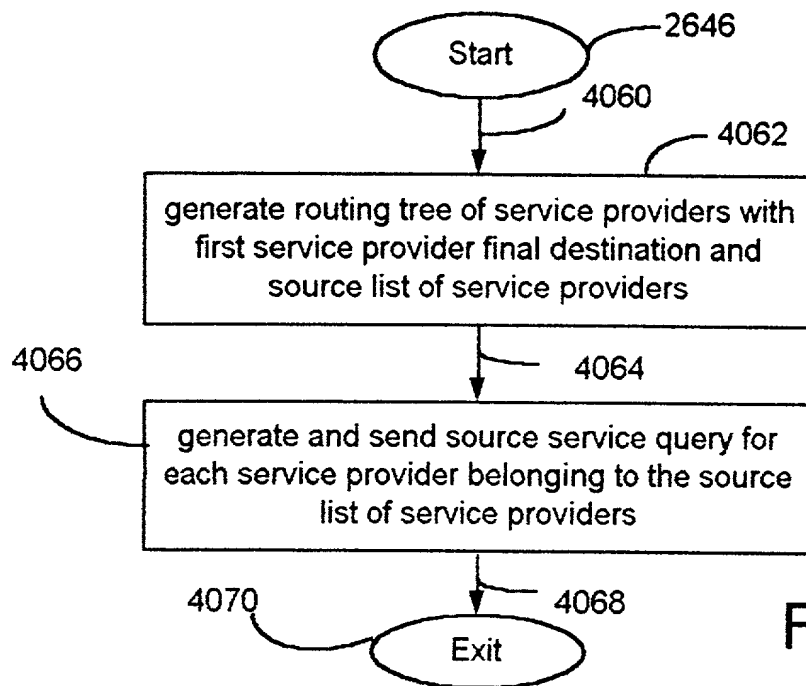 Start
2646
4060
4062
generate routing tree of service providers with
first service provider final destination and
source list of service providers
4064
4066
generate and send source service query for
each service provider belonging to the source
list of service providers
4068
4070
Exit
F